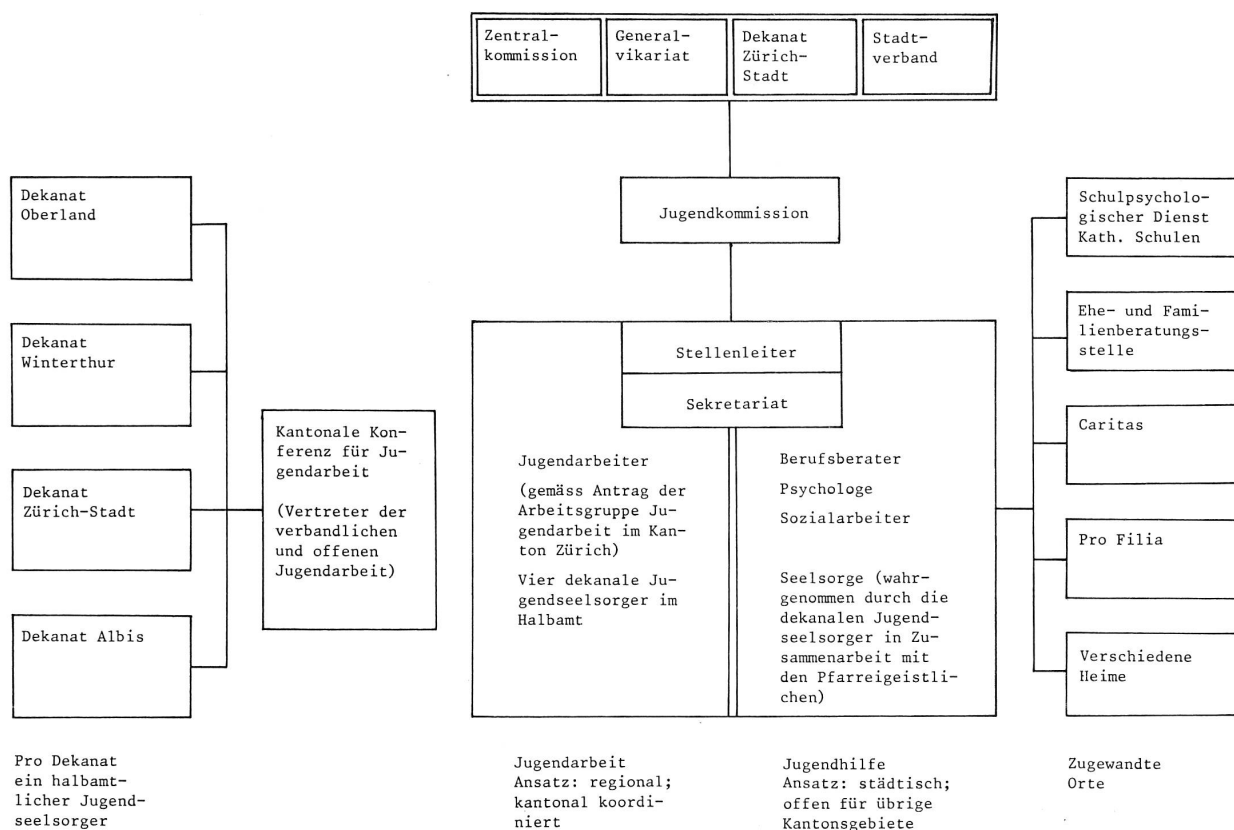 Zentral-
kommission
General-
vikariat
Dekanat
Zürich-
Stadt
Stadt-
verband
Jugendkommission
Dekanat
Oberland
Dekanat
Winterthur
Dekanat
Zürich-Stadt
Dekanat Albis
Kantonale Kon-
ferenz für Ju-
gendarbeit
(Vertreter der
verbandlichen
und offenen
Jugendarbeit)
Stellenleiter
Sekretariat
Jugendarbeiter
(gemäss Antrag der
Arbeitsgruppe Ju-
gendarbeit im Kan-
ton Zürich)
Vier dekanale Ju-
gendseelsorger im
Halbamt
Berufsberater
Psychologe
Sozialarbeiter
Seelsorge (wahr-
genommen durch die
dekanalen Jugend-
seelsorger in Zu-
sammenarbeit mit
den Pfarreigeistli-
chen)
Schulpsycholo-
gischer Dienst
Kath. Schulen
Ehe- und Fami-
lienberatungs-
stelle
Caritas
Pro Filia
Verschiedene
Heime
Pro Dekanat
ein halbamt-
licher Jugend-
seelsorger
Jugendarbeit
Ansatz: regional;
kantonal koordi-
niert
Jugendhilfe
Ansatz: städtisch;
offen für übrige
Kantonsgebiete
Zugewandte
Orte